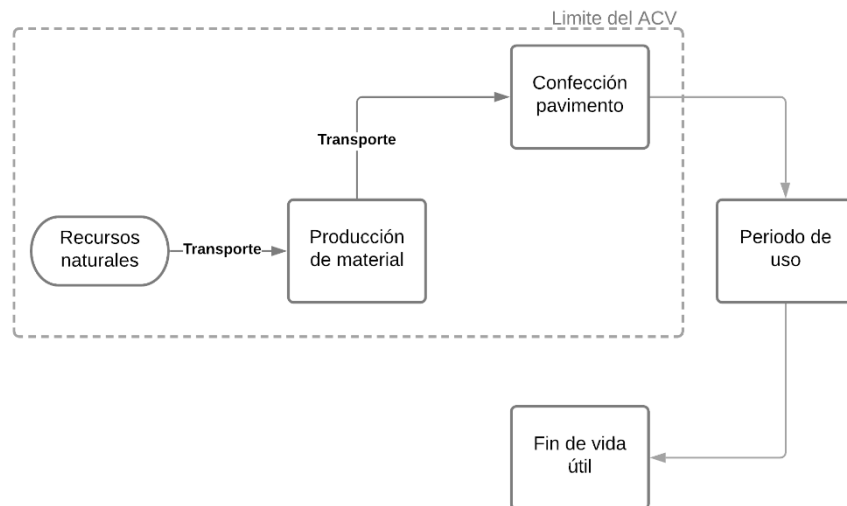 Limite del ACV
Confección
pavimento
Transporte
Recursos
naturales
Transporte
Producción
de material
Periodo de
uso
Fin de vida
útil